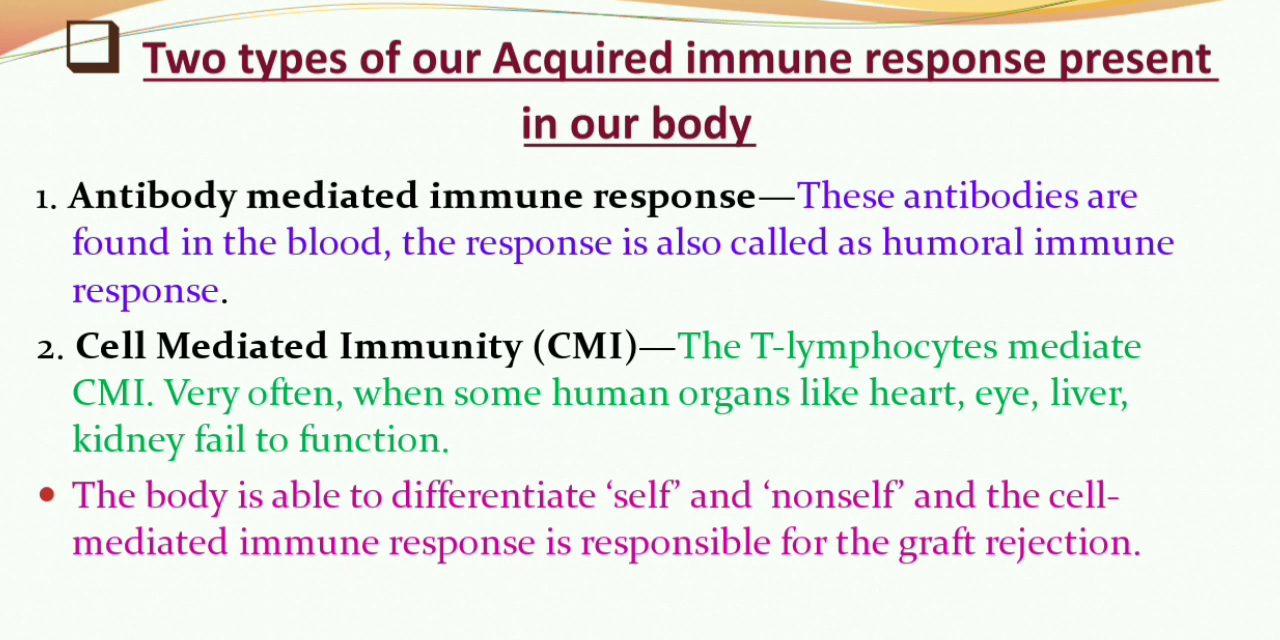 Two types of our Acquired immune response present
in our body
1. Antibody mediated immune response—These antibodies are
found in the blood, the response is also called as humoral immune
response.
2. Cell Mediated Immunity (CMI)—The T-lymphocytes mediate
CMI. Very often, when some human organs like heart, eye, liver,
kidney fail to function.
• The body is able to differentiate ‘self’ and ‘nonself’ and the cell-
mediated immune response is responsible for the graft rejection.